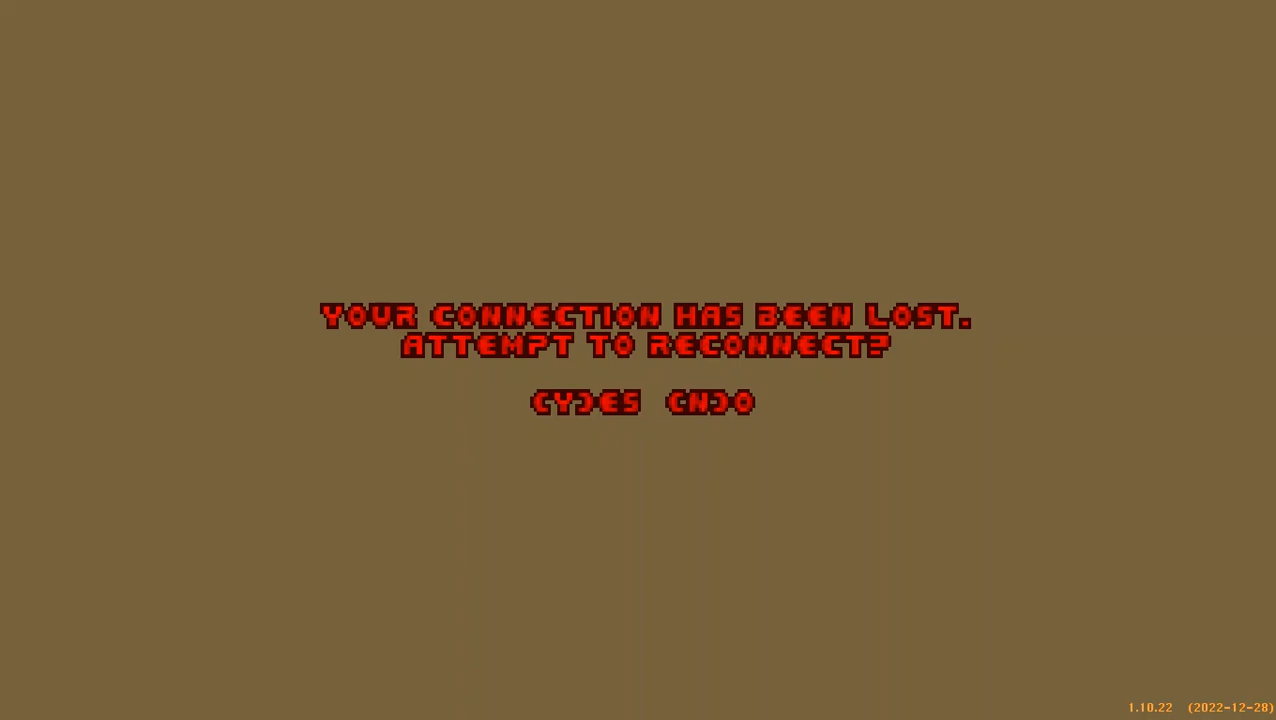 YOUR CONNECTION HAS BEEN LOST.
ATTEMPT TO RECONNECT?
(Y)ES (N)O
1.10.22 (2022-12-28)